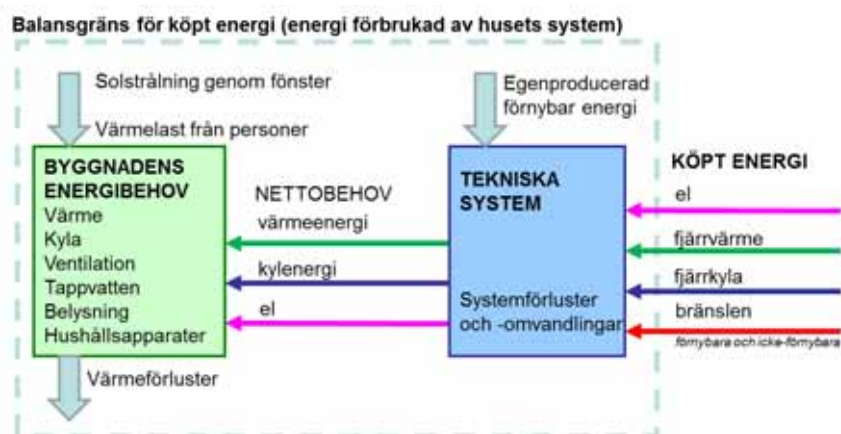 Balansgräns för köpt energi (energi förbrukad av husets system)
Solstrålning genom fönster
Värmelast från personer
Egenproducerad
förnybar energi
BYGGNADENS
ENERGIBEHOV
Värme
Kyla
Ventilation
Tappvatten
Belysning
Hushållsapparater
NETTOBEHOV
värmeenergi
kylenergi
el
TEKNISKA
SYSTEM
Systemförluster
och -omvandlingar
KÖPT ENERGI
el
fjärrvärme
fjärrkyla
bränslen
förnybara och icke-förnybara
Värmeförluster